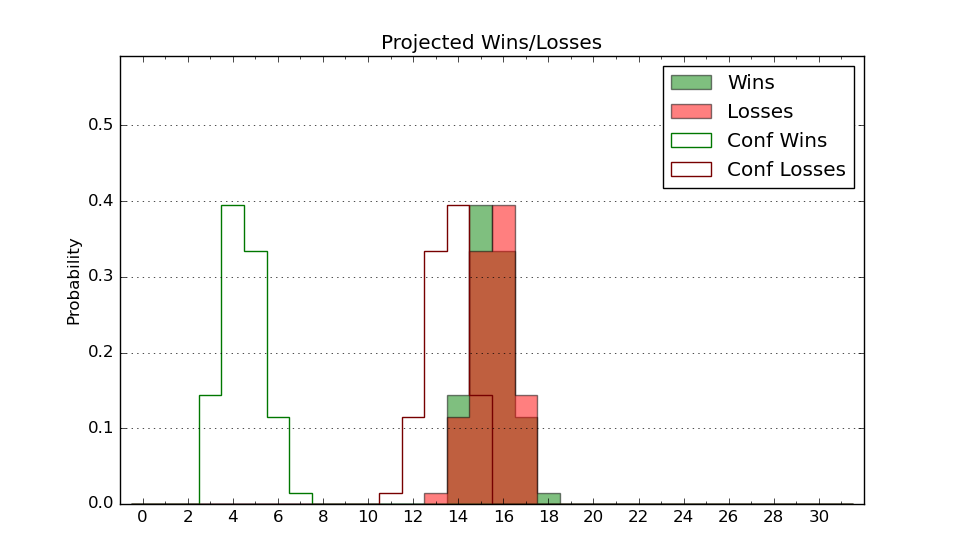 Projected Wins/Losses
Wins
Losses
Conf Wins
Conf Losses
Probability
0.5
0.4
0.3
0.2
0.1
0.0
0 2 4 6 8 10 12 14 16 18 20 22 24 26 28 30